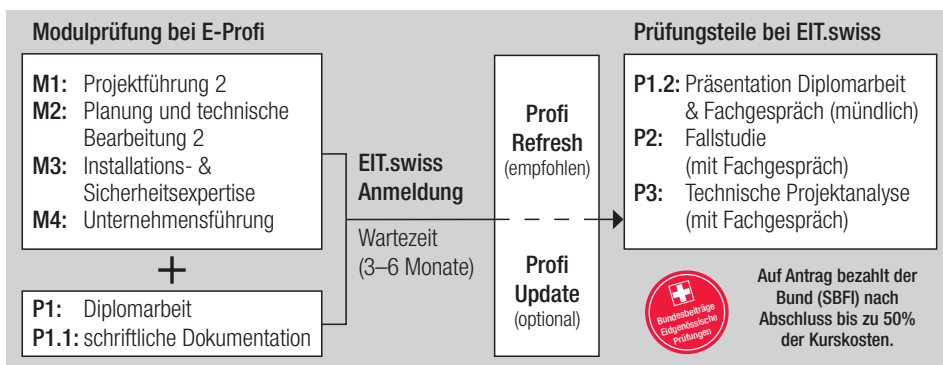 Modulprüfung bei E-Profi
M1: Projektführung 2
M2: Planung und technische
Bearbeitung 2
M3: Installations- &
Sicherheitsexpertise
M4: Unternehmensführung
+
P1: Diplomarbeit
P1.1: schriftliche Dokumentation
EIT.swiss
Anmeldung
Wartezeit
(3–6 Monate)
Profi
Refresh
(empfohlen)
Profi
Update
(optional)
Prüfungsteile bei EIT.swiss
P1.2: Präsentation Diplomarbeit
& Fachgespräch (mündlich)
P2: Fallstudie
(mit Fachgespräch)
P3: Technische Projektanalyse
(mit Fachgespräch)
Bundesbeiträge
Eidgenössische
Prüfungen
Auf Antrag bezahlt der
Bund (SBFI) nach
Abschluss bis zu 50%
der Kurskosten.